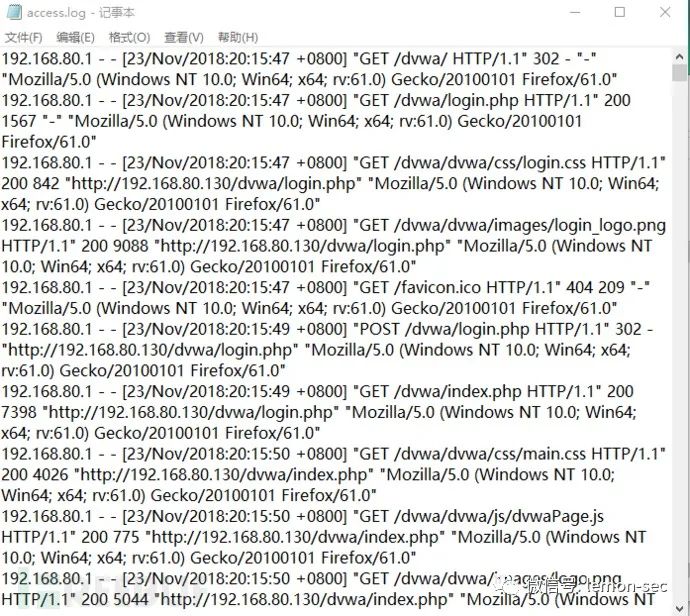 access.log - 记事本
文件(F) 编辑(E) 格式(O) 查看(V) 帮助(H)
192.168.80.1 - - [23/Nov/2018:20:15:47 +0800] "GET /dvwa/ HTTP/1.1" 302 - "-"
"Mozilla/5.0 (Windows NT 10.0; Win64; x64; rv:61.0) Gecko/20100101 Firefox/61.0"
192.168.80.1 - - [23/Nov/2018:20:15:47 +0800] "GET /dvwa/login.php HTTP/1.1" 200
1567 "-" "Mozilla/5.0 (Windows NT 10.0; Win64; x64; rv:61.0) Gecko/20100101
Firefox/61.0"
192.168.80.1 - - [23/Nov/2018:20:15:47 +0800] "GET /dvwa/dvwa/css/login.css HTTP/1.1"
200 842 "http://192.168.80.130/dvwa/login.php" "Mozilla/5.0 (Windows NT 10.0; Win64;
x64; rv:61.0) Gecko/20100101 Firefox/61.0"
192.168.80.1 - - [23/Nov/2018:20:15:47 +0800] "GET /dvwa/dvwa/images/login_logo.png
HTTP/1.1" 200 9088 "http://192.168.80.130/dvwa/login.php" "Mozilla/5.0 (Windows NT
10.0; Win64; x64; rv:61.0) Gecko/20100101 Firefox/61.0"
192.168.80.1 - - [23/Nov/2018:20:15:47 +0800] "GET /favicon.ico HTTP/1.1" 404 209 "-"
"Mozilla/5.0 (Windows NT 10.0; Win64; x64; rv:61.0) Gecko/20100101 Firefox/61.0"
192.168.80.1 - - [23/Nov/2018:20:15:49 +0800] "POST /dvwa/login.php HTTP/1.1" 302 -
"http://192.168.80.130/dvwa/login.php" "Mozilla/5.0 (Windows NT 10.0; Win64; x64;
rv:61.0) Gecko/20100101 Firefox/61.0"
192.168.80.1 - - [23/Nov/2018:20:15:49 +0800] "GET /dvwa/index.php HTTP/1.1" 200
7398 "http://192.168.80.130/dvwa/login.php" "Mozilla/5.0 (Windows NT 10.0; Win64;
x64; rv:61.0) Gecko/20100101 Firefox/61.0"
192.168.80.1 - - [23/Nov/2018:20:15:50 +0800] "GET /dvwa/dvwa/css/main.css HTTP/1.1"
200 4026 "http://192.168.80.130/dvwa/index.php" "Mozilla/5.0 (Windows NT 10.0;
Win64; x64; rv:61.0) Gecko/20100101 Firefox/61.0"
192.168.80.1 - - [23/Nov/2018:20:15:50 +0800] "GET /dvwa/dvwa/js/dvwaPage.js
HTTP/1.1" 200 775 "http://192.168.80.130/dvwa/index.php" "Mozilla/5.0 (Windows NT
10.0; Win64; x64; rv:61.0) Gecko/20100101 Firefox/61.0"
192.168.80.1 - - [23/Nov/2018:20:15:50 +0800] "GET /dvwa/dvwa/images/logo.png
HTTP/1.1" 200 5044 "http://192.168.80.130/dvwa/index.php" "Mozilla/5.0 (Windows NT
微信号: lemon-sec